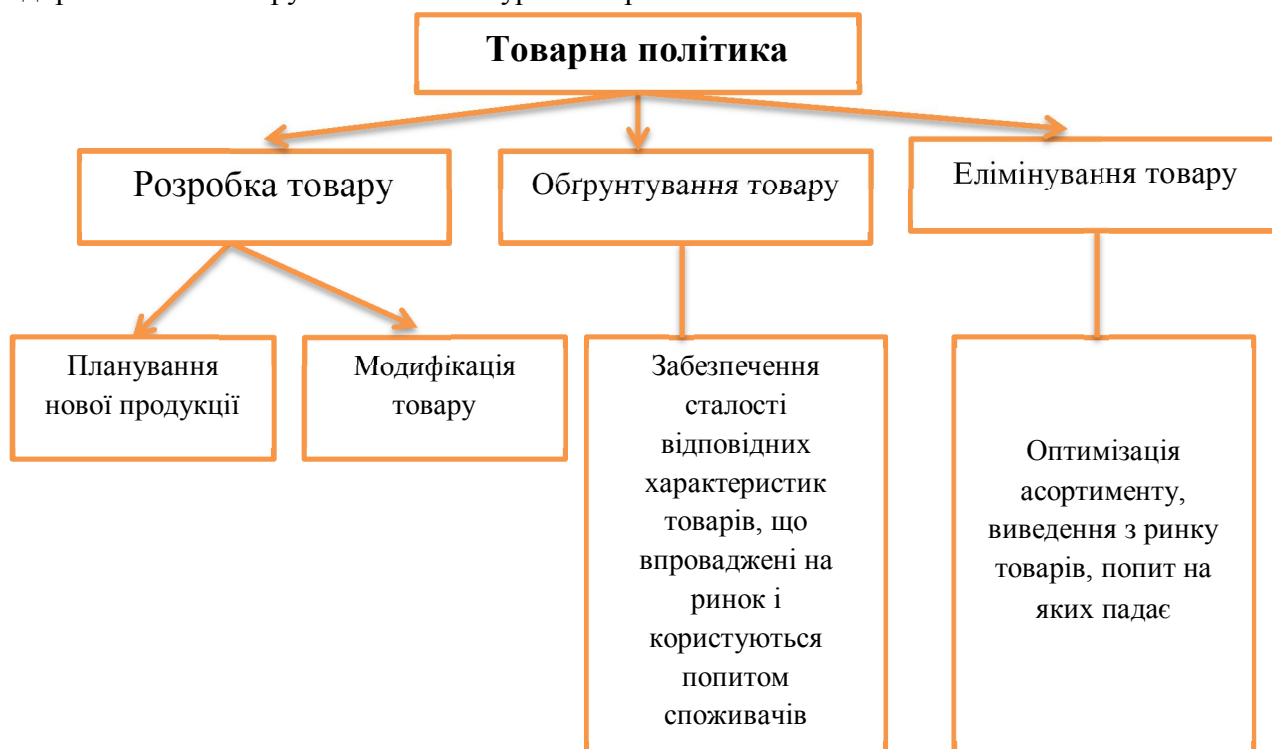 Товарна політика
Розробка товару
Обґрунтування товару
Елімінування товару
Планування
нової продукції
Модифікація
товару
Забезпечення
сталості
відповідних
характеристик
товарів, що
впроваджені на
ринок і
користуються
попитом
споживачів
Оптимізація
асортименту,
виведення з ринку
товарів, попит на
яких падає